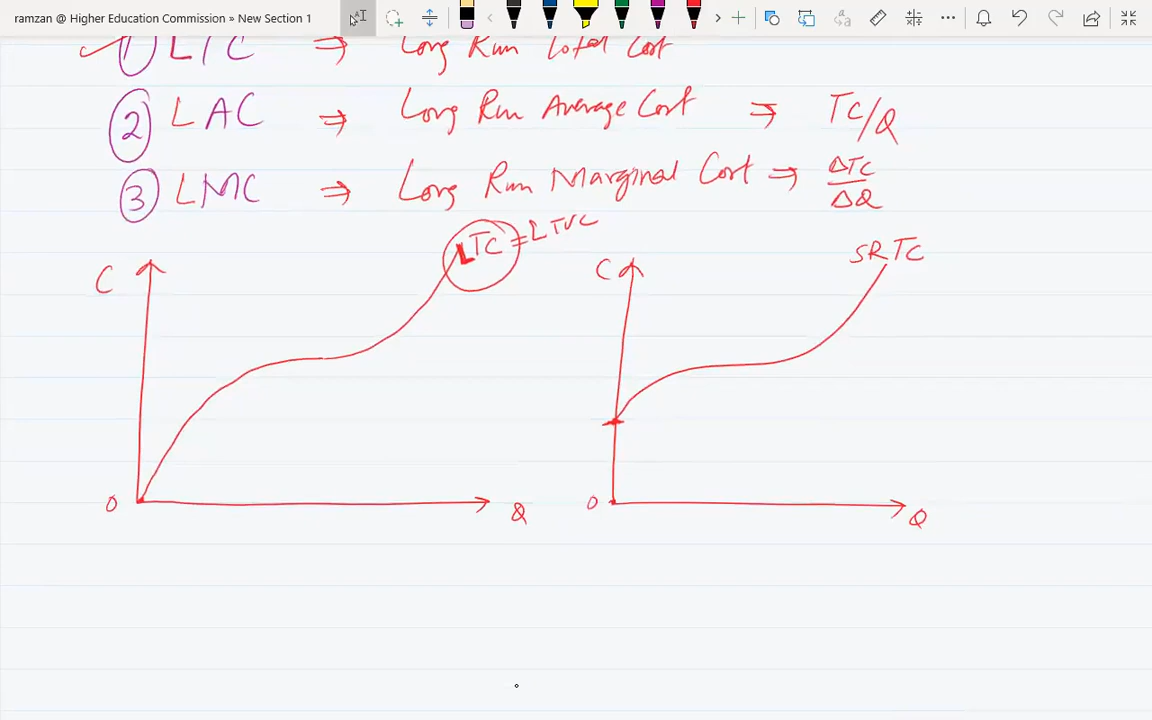 ramzan @ Higher Education Commission » New Section 1
1 LTC ⇒ Long Run Total Cost
2 LAC ⇒ Long Run Average Cost ⇒ TC/Q
3 LMC ⇒ Long Run Marginal Cost ⇒ ΔTC/ΔQ
LTC = LTVC
C
0
Q
SRTC
C
0
Q